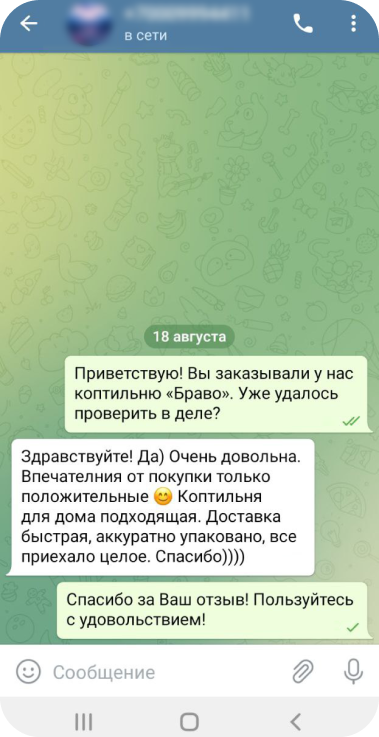 в сети
18 августа
Приветствую! Вы заказывали у нас
коптильню «Браво». Уже удалось
проверить в деле?
Здравствуйте! Да) Очень довольна.
Впечателния от покупки только
положительные 😊 Коптильня
для дома подходящая. Доставка
быстрая, аккуратно упаковано, все
приехало целое. Спасибо))))
Спасибо за Ваш отзыв! Пользуйтесь
с удовольствием!
Сообщение